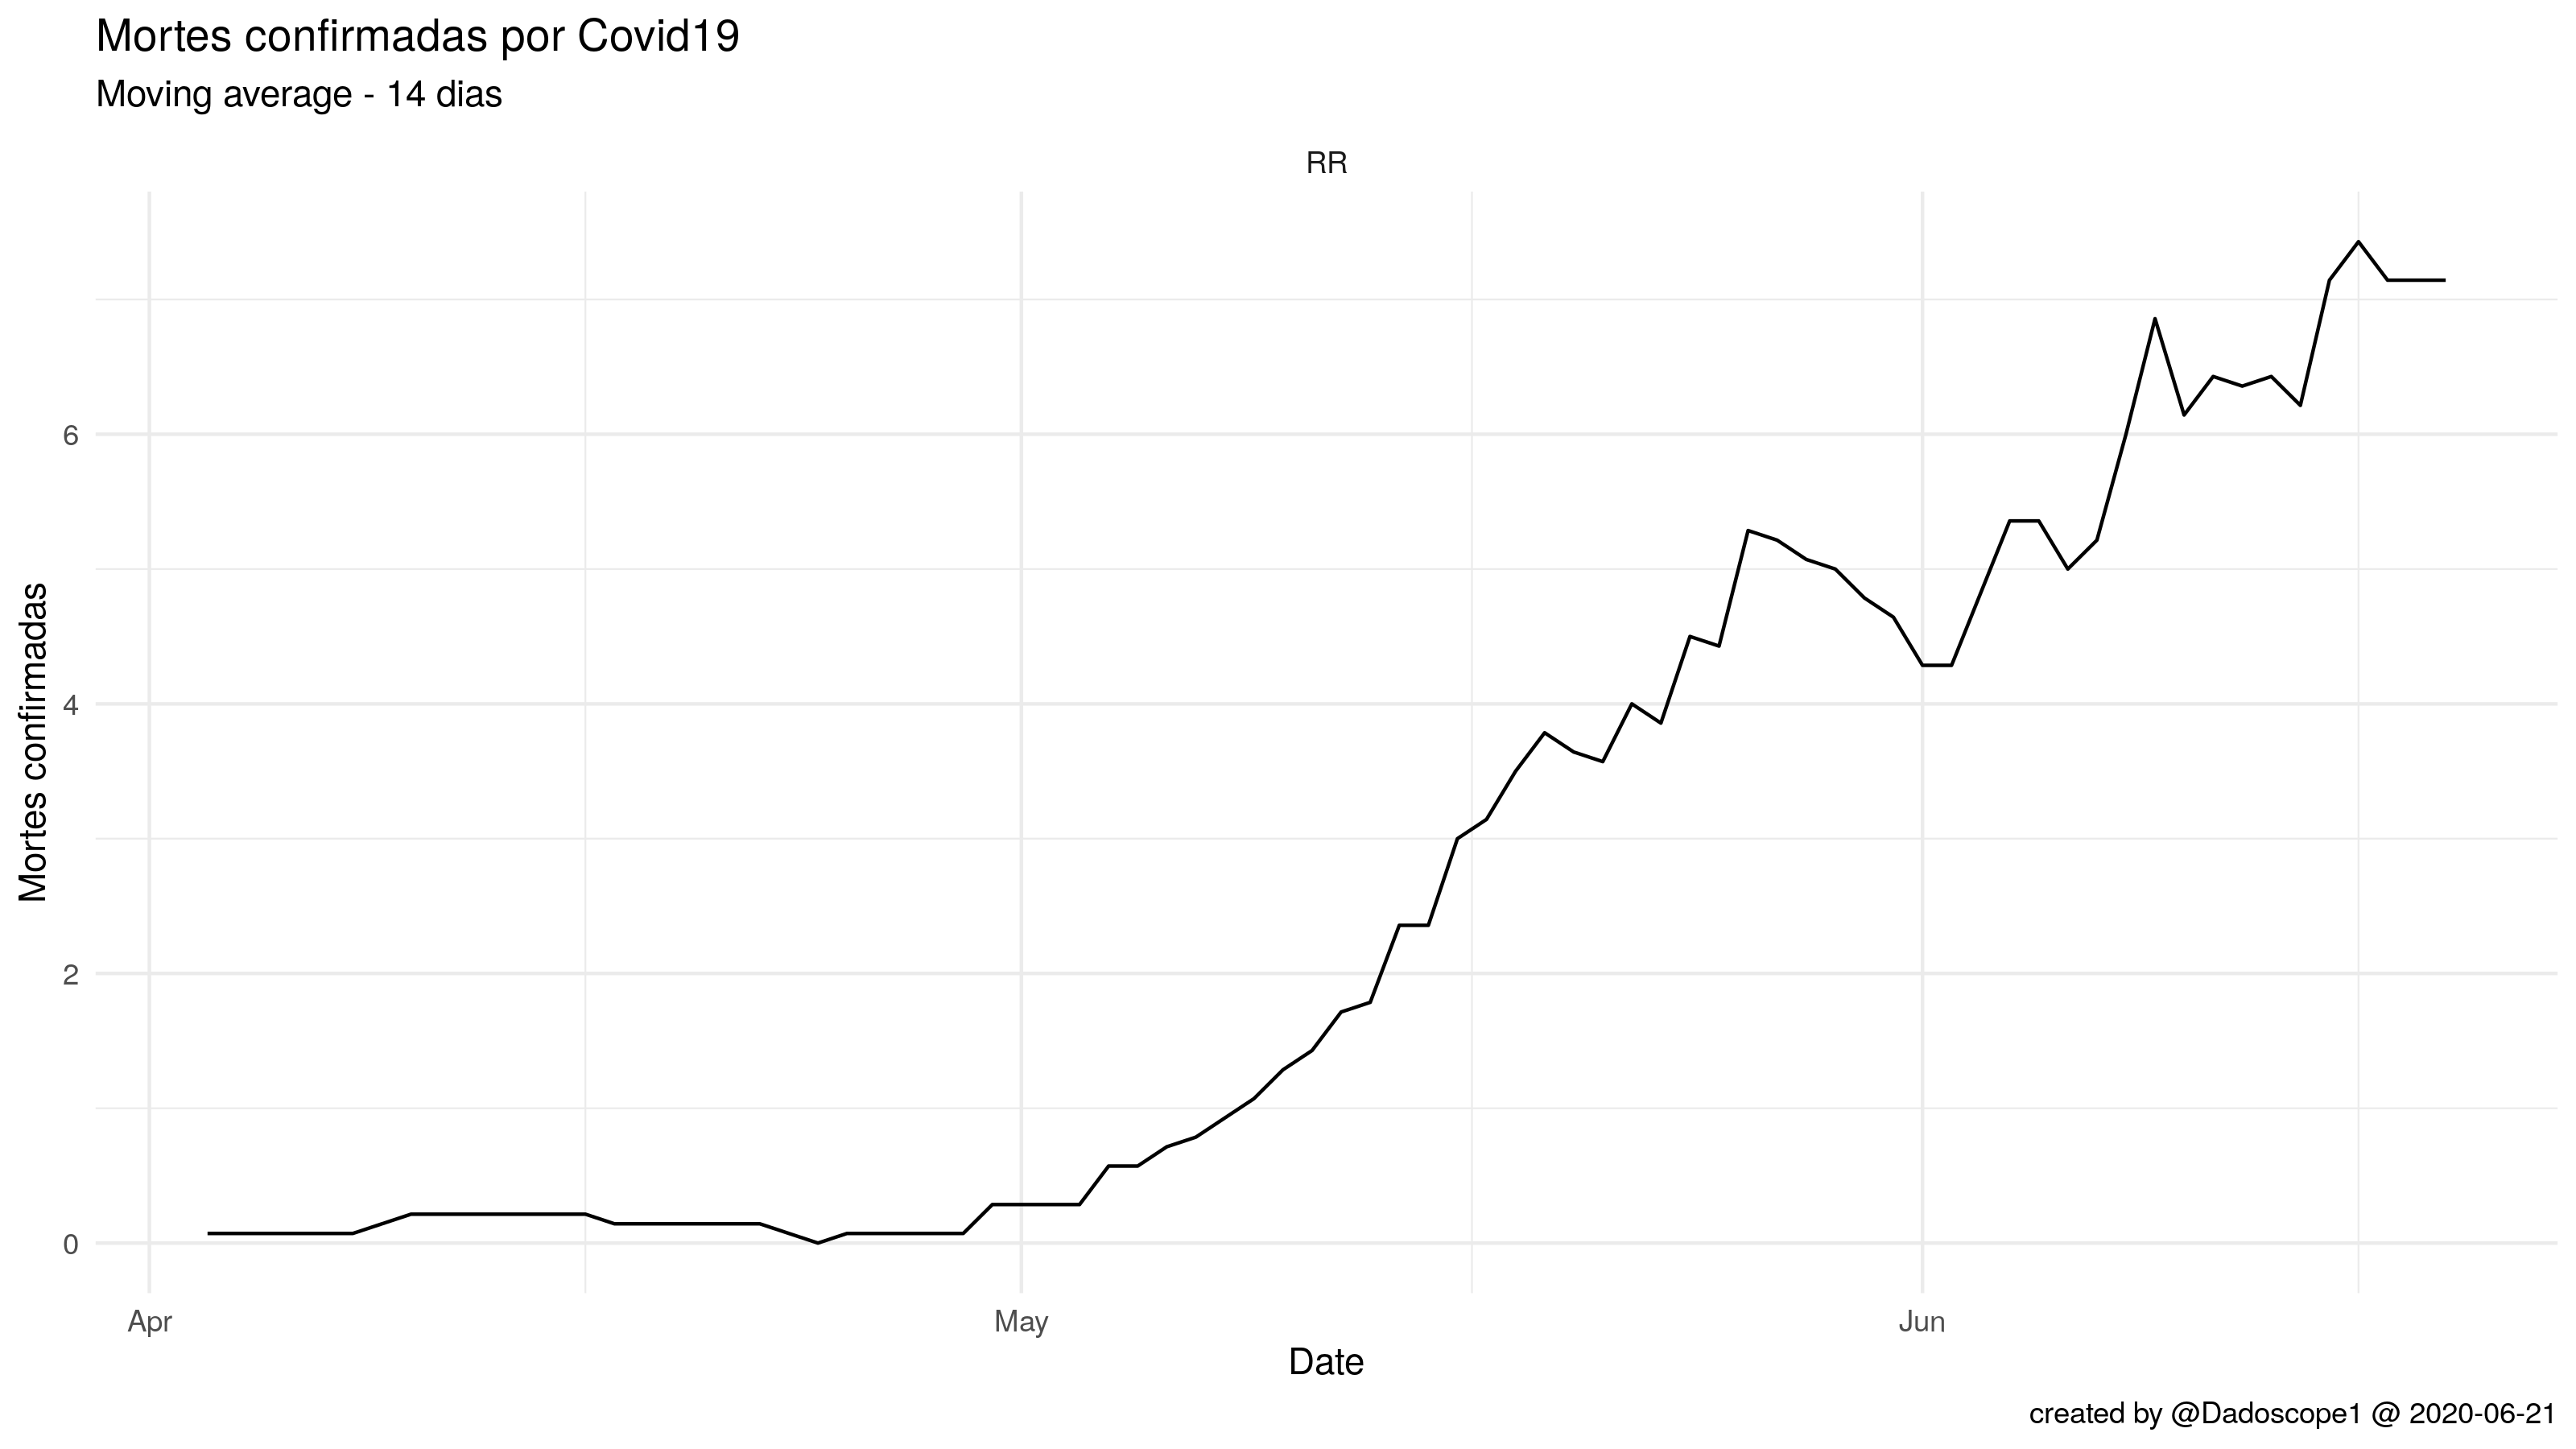 Mortes confirmadas por Covid19
Moving average - 14 dias
RR
Mortes confirmadas
6
4
2
0
Apr
May
Jun
Date
created by @Dadoscope1 @ 2020-06-21